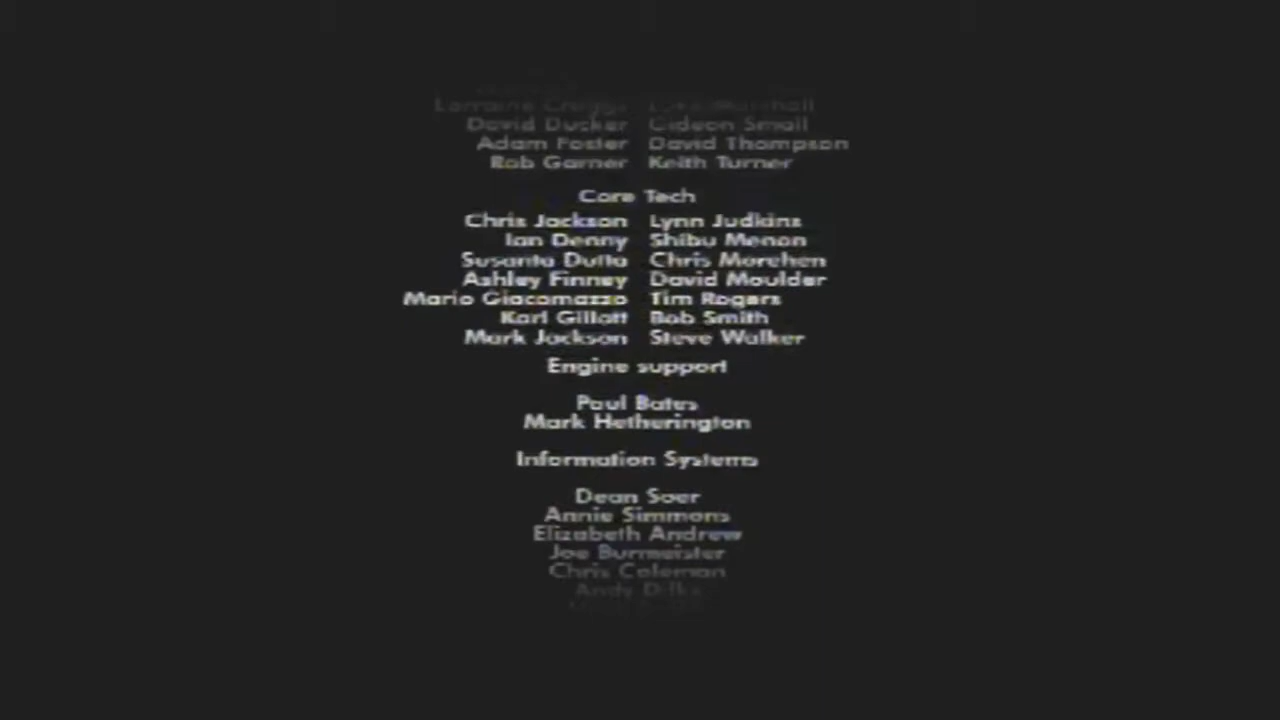 David Ducker Gideon Small
Adam Foster David Thompson
Rob Garner Keith Turner
Core Tech
Chris Jackson Lynn Judkins
Ian Denny Shibu Menon
Susanta Dutta Chris Morehen
Ashley Finney David Moulder
Mario Giacomazzo Tim Rogers
Karl Gillott Bob Smith
Mark Jackson Steve Walker
Engine support
Paul Bates
Mark Hetherington
Information Systems
Dean Soer
Annie Simmons
Elizabeth Andrew
Joe Burmeister
Chris Coleman
Andy